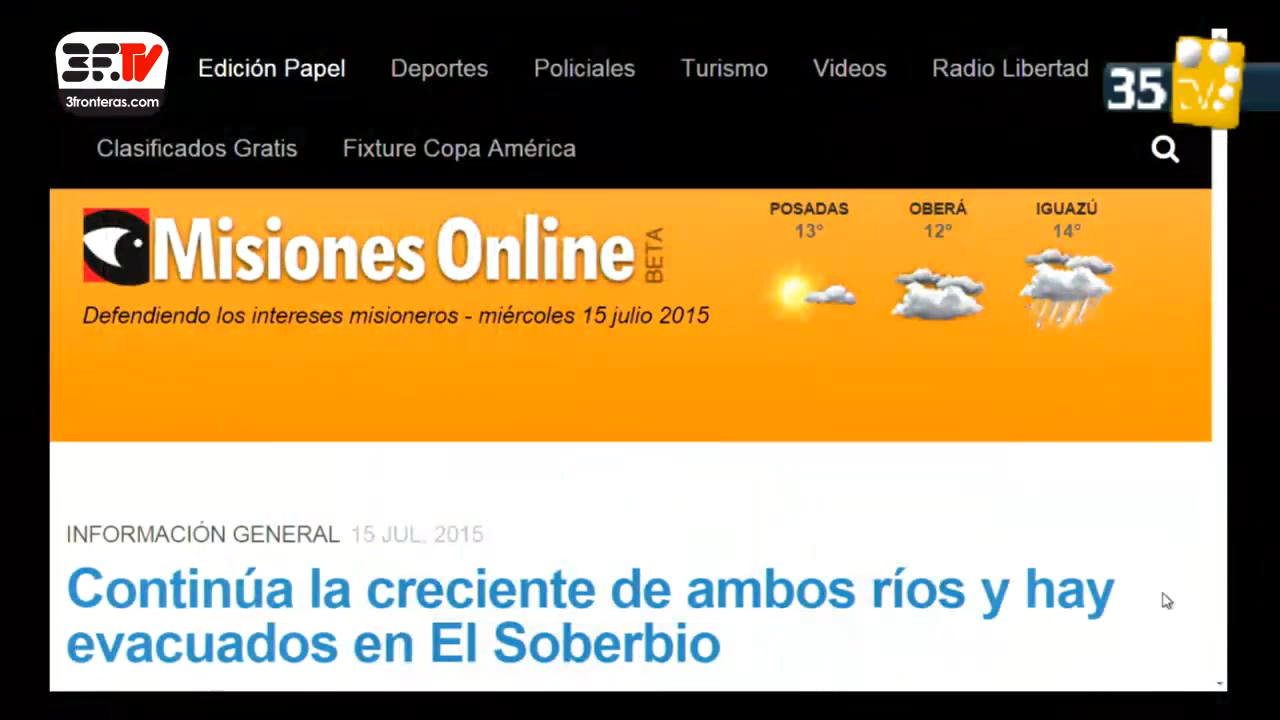 3F.TV
3fronteras.com
Edición Papel Deportes Policiales Turismo Videos Radio Libertad
35
TV
Clasificados Gratis Fixture Copa América
Misiones Online BETA
Defendiendo los intereses misioneros - miércoles 15 julio 2015
POSADAS OBERÁ IGUAZÚ
13° 12° 14°
INFORMACIÓN GENERAL 15 JUL, 2015
Continúa la creciente de ambos ríos y hay
evacuados en El Soberbio